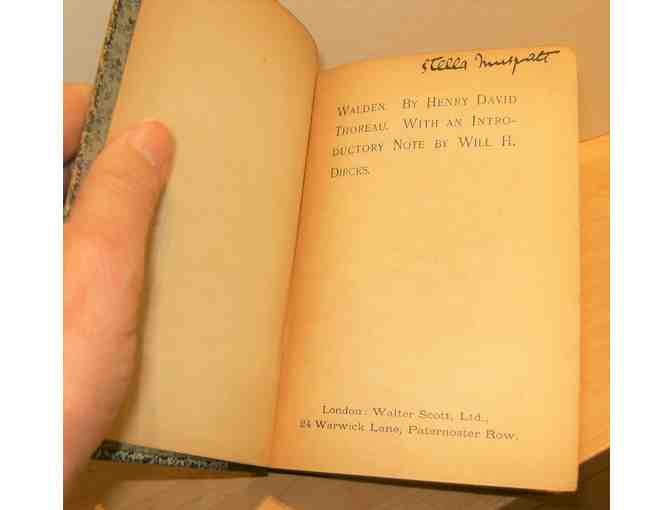 Stella Muspratt
WALDEN. BY HENRY DAVID
THOREAU. WITH AN INTRO-
DUCTORY NOTE BY WILL H.
DIRCKS.
London: Walter Scott, Ltd.,
24 Warwick Lane, Paternoster Row.